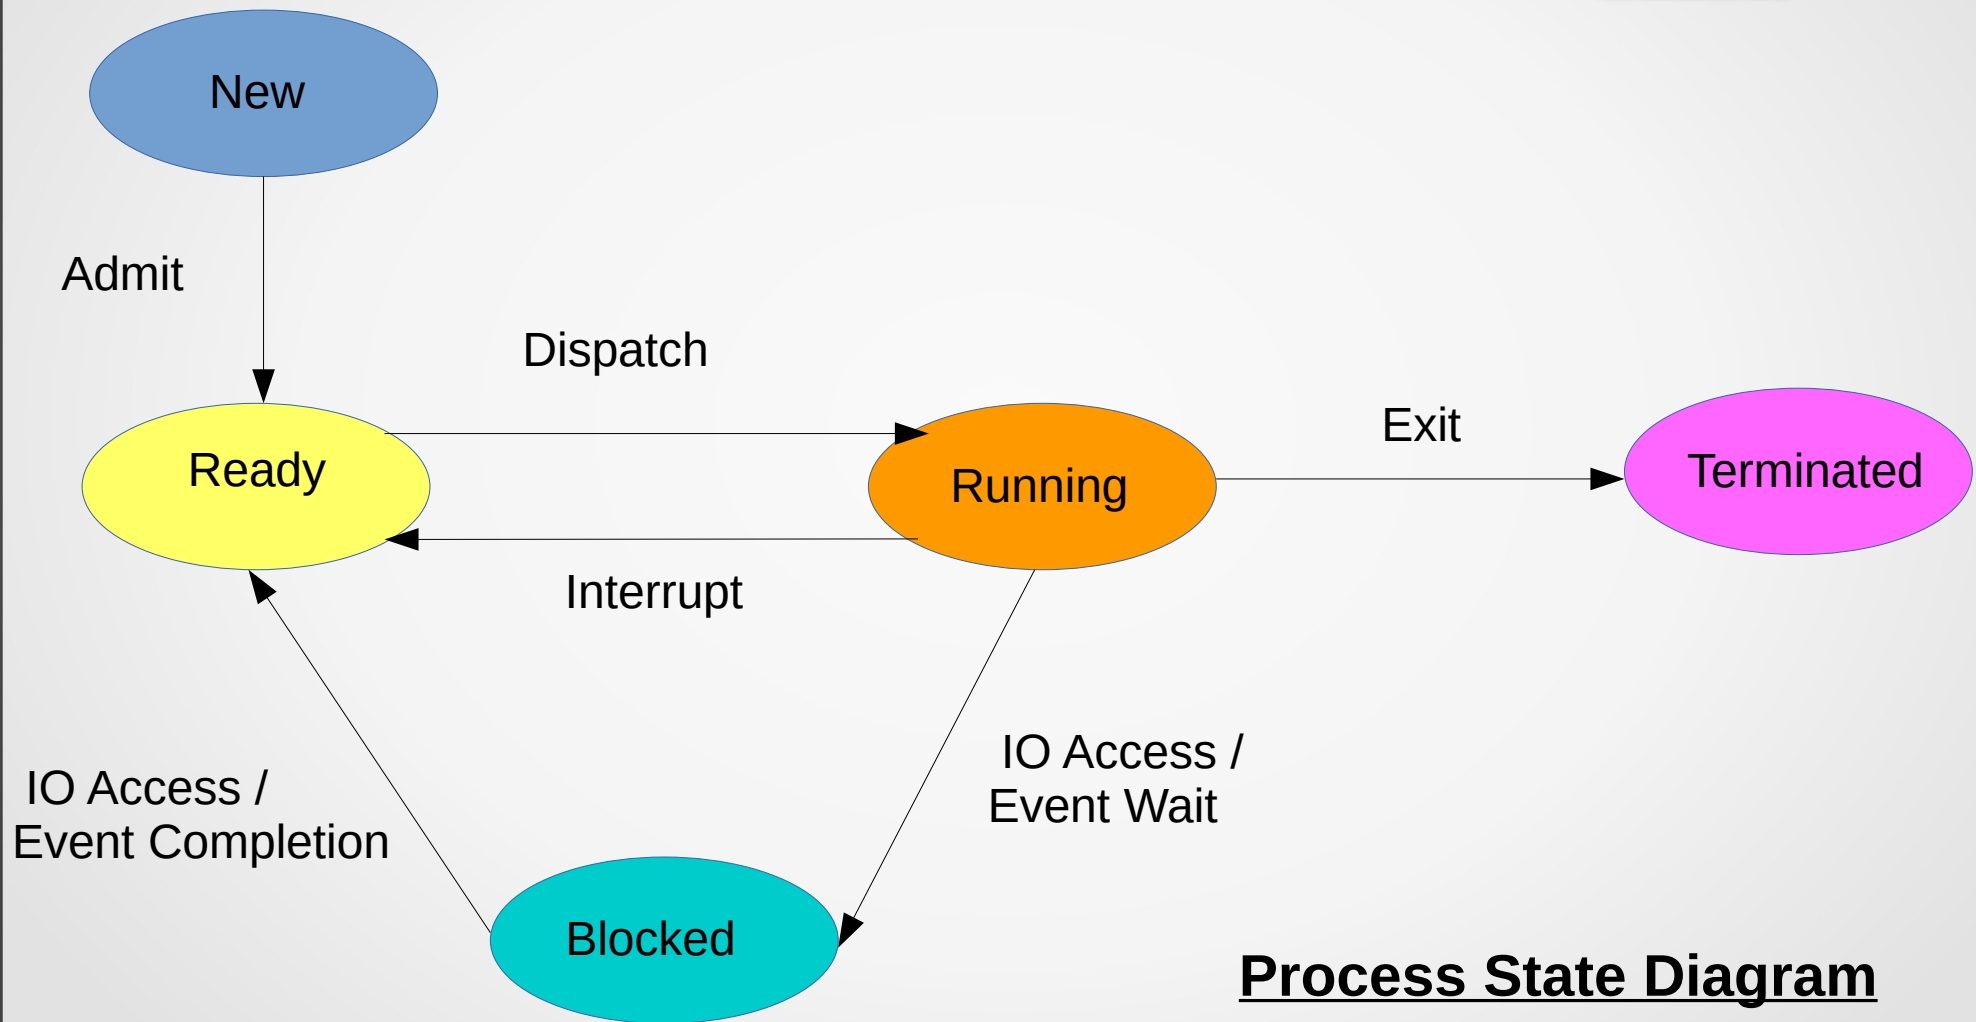 New
Admit
Dispatch
Ready
Running
Exit
Terminated
Interrupt
IO Access /
Event Wait
IO Access /
Event Completion
Blocked
Process State Diagram